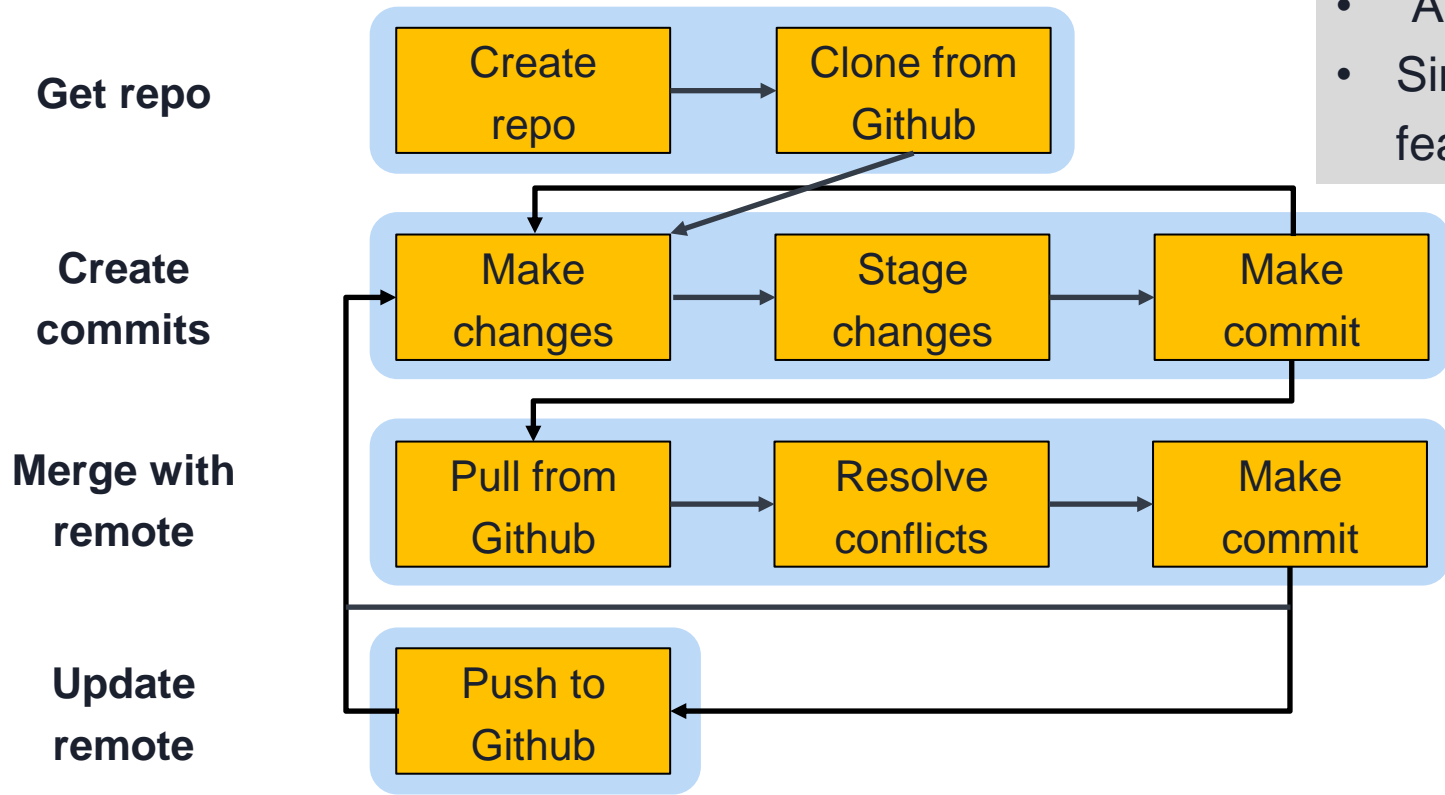 Get repo
Create
repo
Clone from
Github
Create
commits
Make
changes
Stage
changes
Make
commit
Merge with
remote
Pull from
Github
Resolve
conflicts
Make
commit
Update
remote
Push to
Github